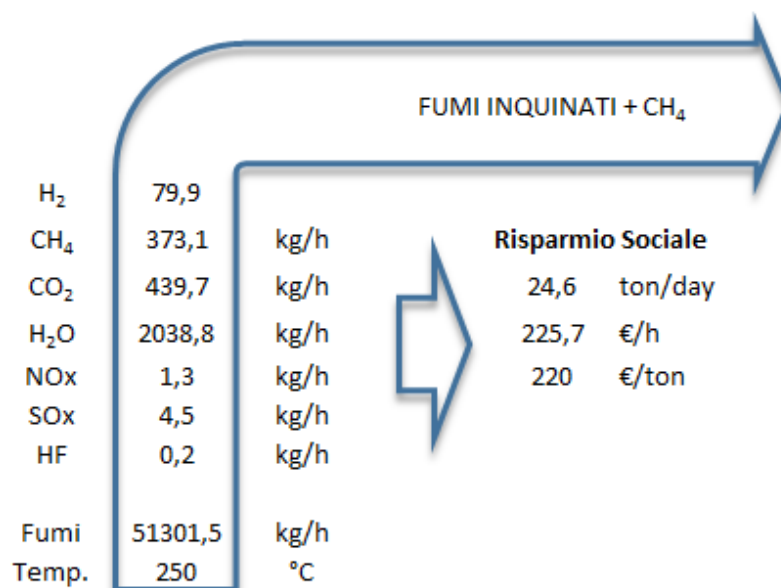 FUMI INQUINATI + CH₄
H₂ 79,9
CH₄ 373,1 kg/h Risparmio Sociale
CO₂ 439,7 kg/h 24,6 ton/day
H₂O 2038,8 kg/h 225,7 €/h
NOx 1,3 kg/h 220 €/ton
SOx 4,5 kg/h
HF 0,2 kg/h
Fumi 51301,5 kg/h
Temp. 250 °C